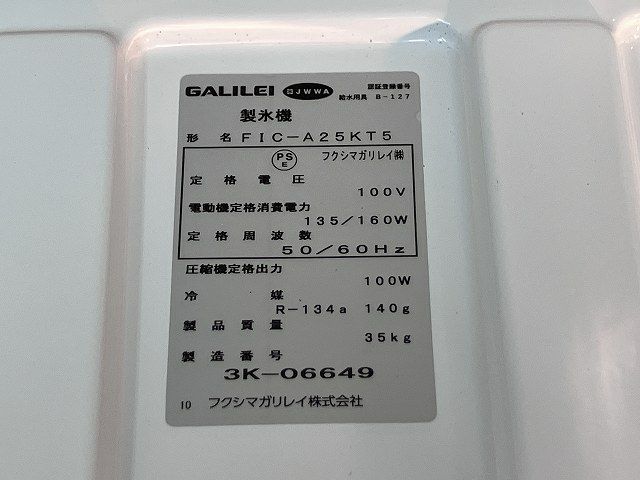 GALILEI JWWA 認証登録番号
給水用具 B-127
製氷機
形名 FIC-A25KT5
PS E フクシマガリレイ㈱
定格電圧
100V
電動機定格消費電力
135/160W
定格周波数
50/60Hz
圧縮機定格出力
100W
冷媒
R-134a 140g
製品質量
35kg
製造番号
3K-06649
10 フクシマガリレイ株式会社